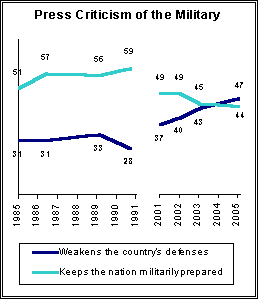 Press Criticism of the Military
51 57 56 59
49 49 45 47
31 31 33 28
37 40 43 44
1985 1986 1987 1988 1989 1990 1991 2001 2002 2003 2004 2005
Weakens the country's defenses
Keeps the nation militarily prepared